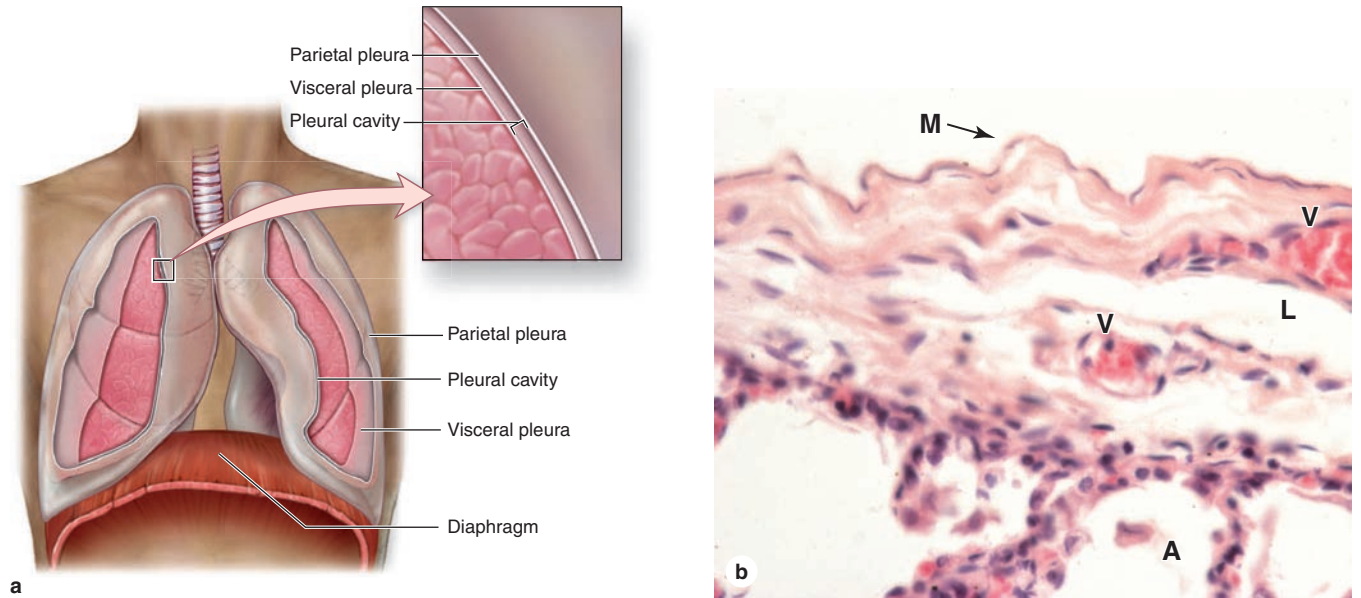 Parietal pleura
Visceral pleura
Pleural cavity
Parietal pleura
Pleural cavity
Visceral pleura
Diaphragm
a
M
V
L
V
A
b